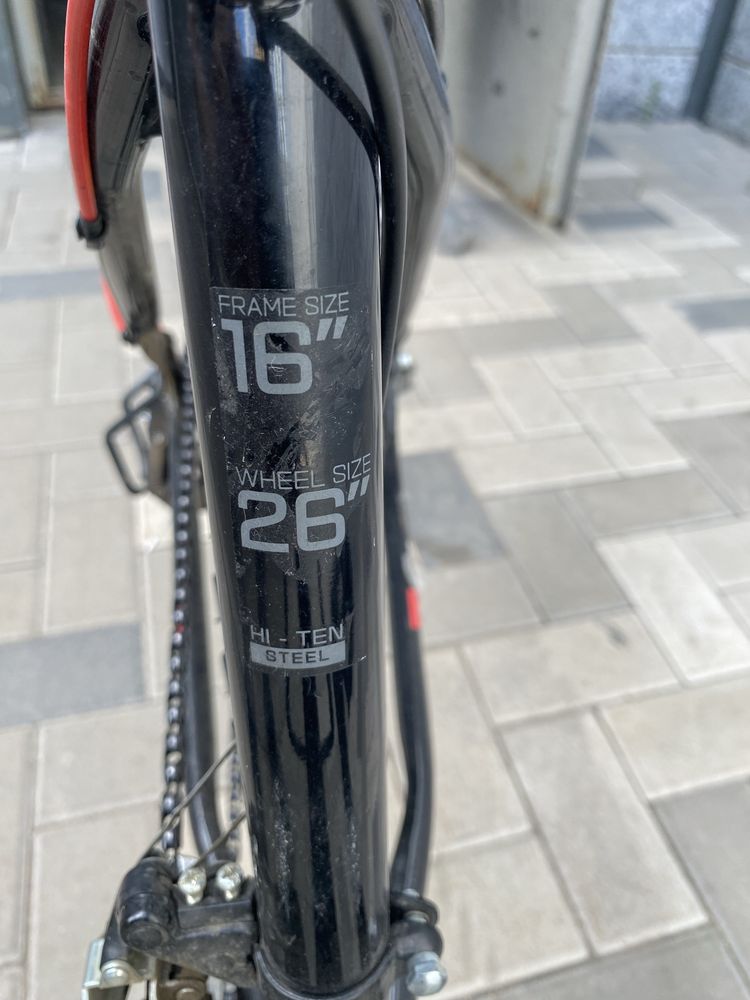 FRAME SIZE
16"
WHEEL SIZE
26"
HI - TEN
STEEL